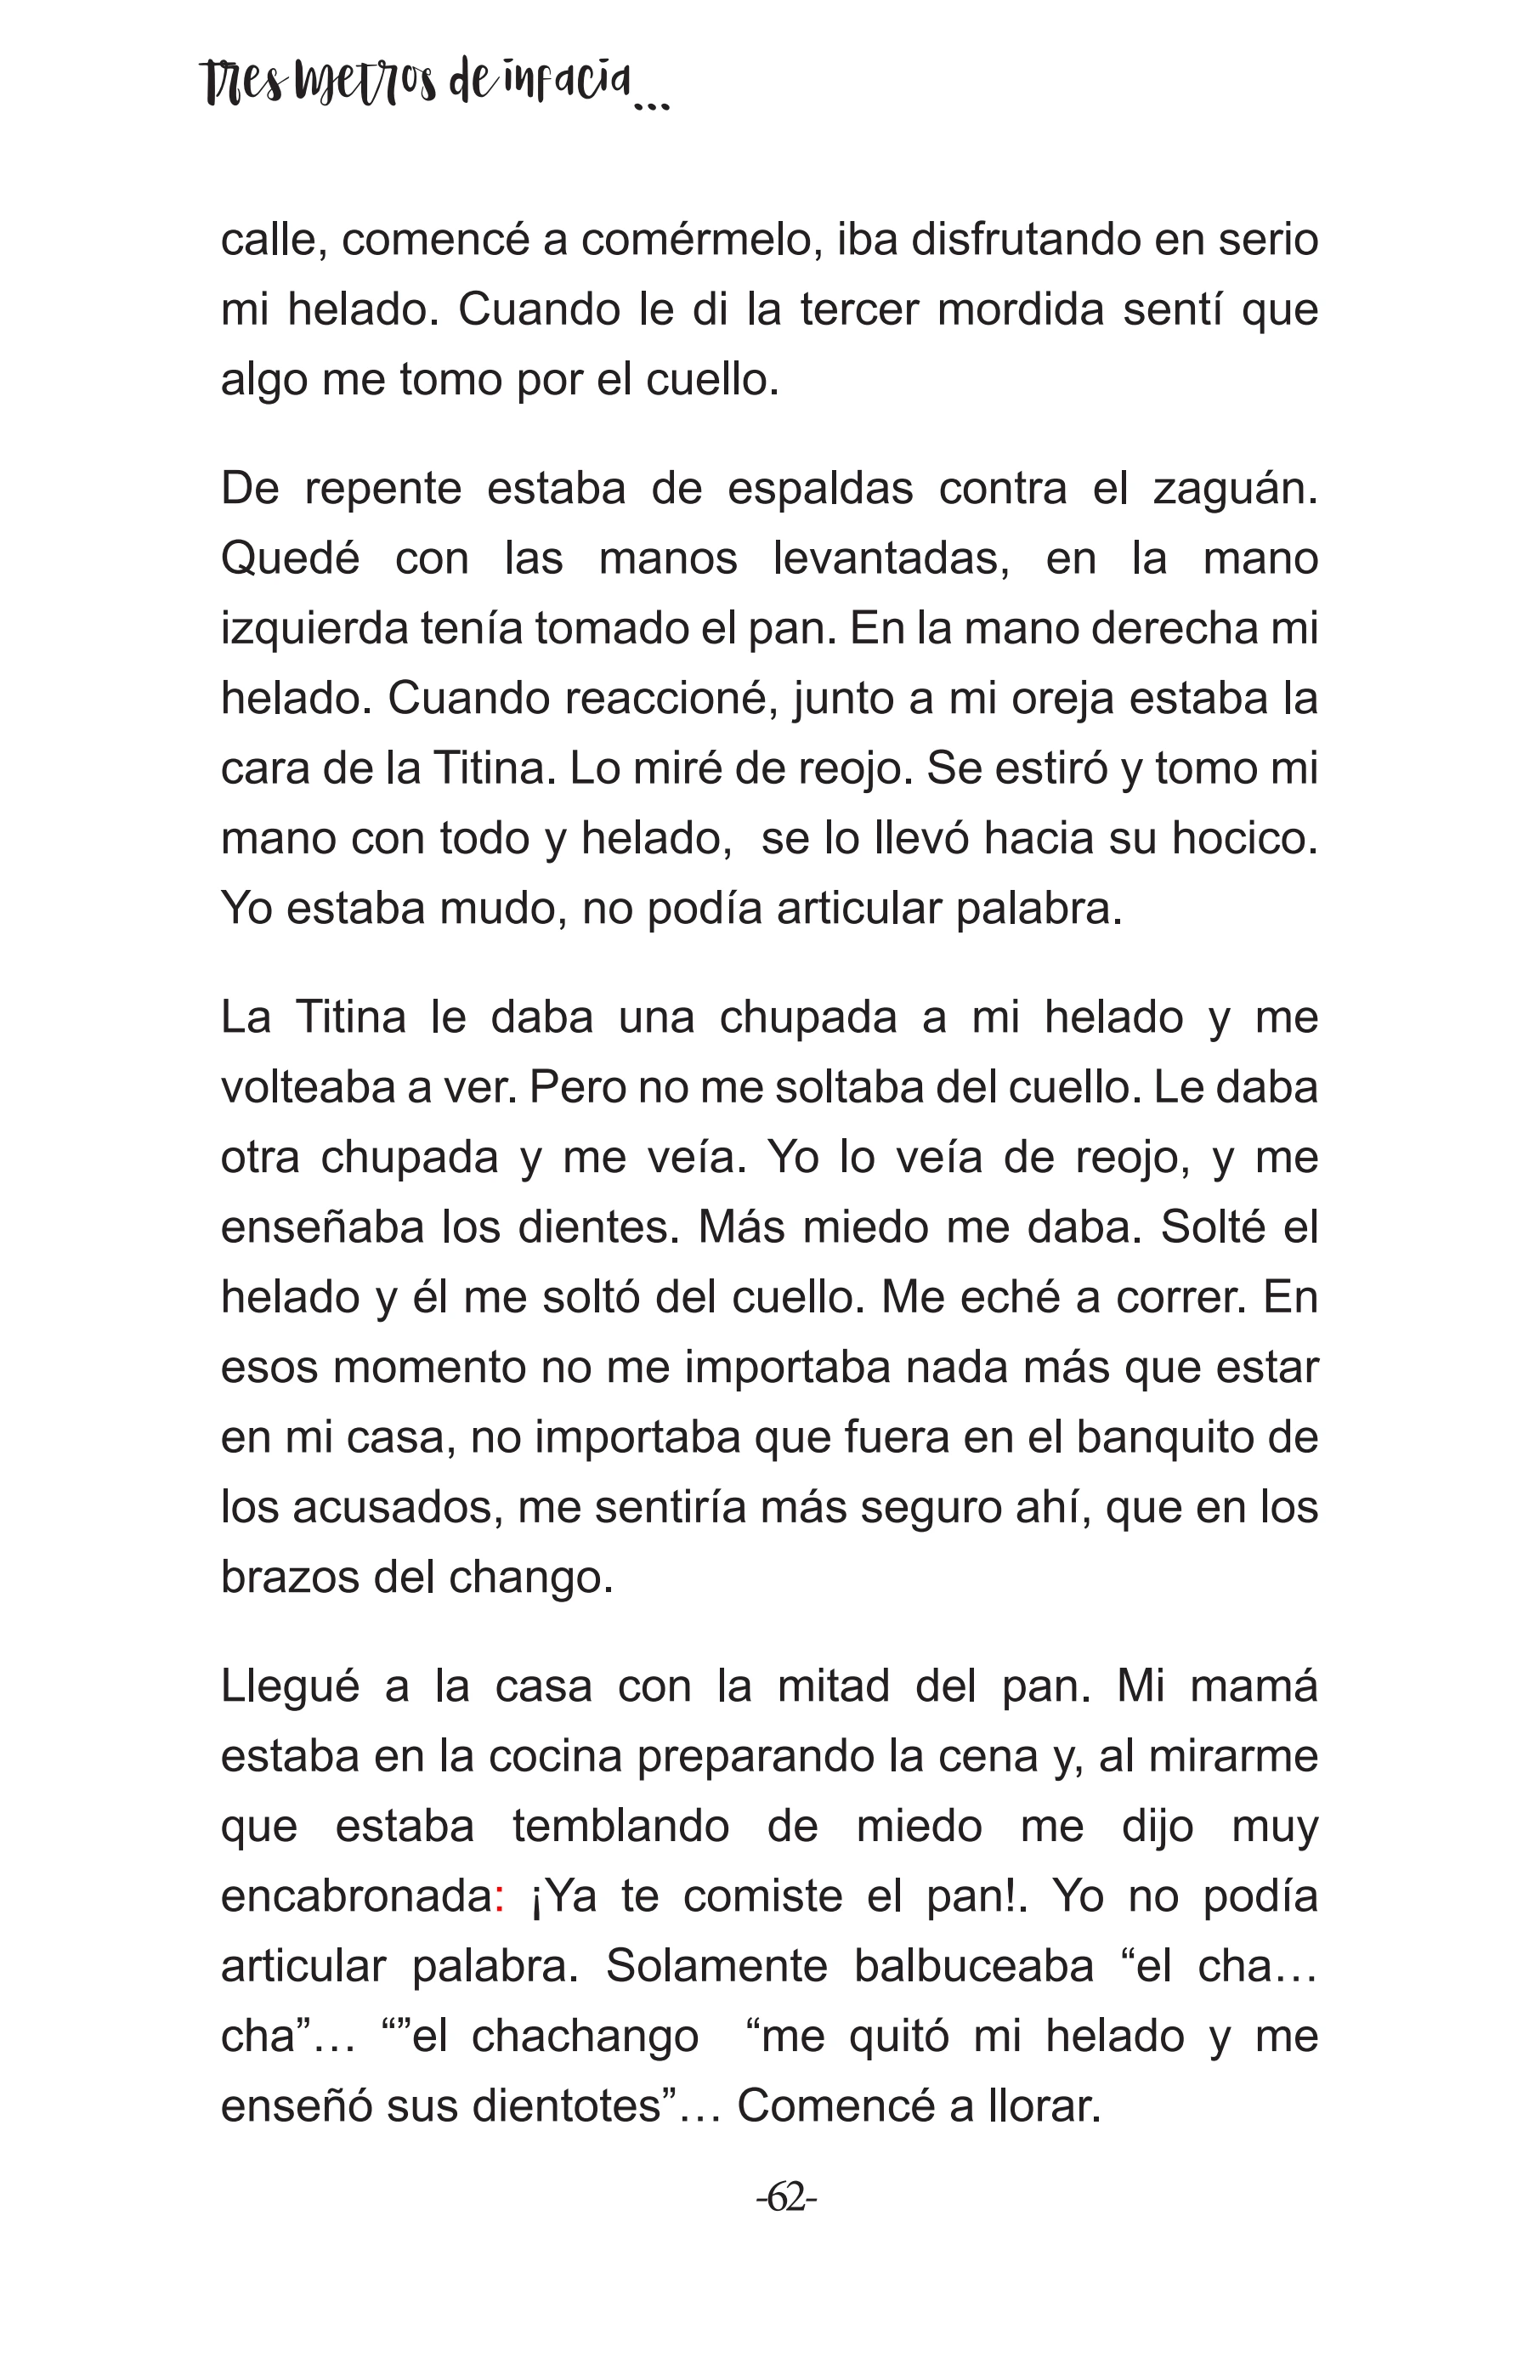 Tres metros de infacia...
calle, comencé a comérmelo, iba disfrutando en serio
mi helado. Cuando le di la tercer mordida sentí que
algo me tomo por el cuello.
De repente estaba de espaldas contra el zaguán.
Quedé con las manos levantadas, en la mano
izquierda tenía tomado el pan. En la mano derecha mi
helado. Cuando reaccioné, junto a mi oreja estaba la
cara de la Titina. Lo miré de reojo. Se estiró y tomo mi
mano con todo y helado,  se lo llevó hacia su hocico.
Yo estaba mudo, no podía articular palabra.
La Titina le daba una chupada a mi helado y me
volteaba a ver. Pero no me soltaba del cuello. Le daba
otra chupada y me veía. Yo lo veía de reojo, y me
enseñaba los dientes. Más miedo me daba. Solté el
helado y él me soltó del cuello. Me eché a correr. En
esos momento no me importaba nada más que estar
en mi casa, no importaba que fuera en el banquito de
los acusados, me sentiría más seguro ahí, que en los
brazos del chango.
Llegué a la casa con la mitad del pan. Mi mamá
estaba en la cocina preparando la cena y, al mirarme
que estaba temblando de miedo me dijo muy
encabronada: ¡Ya te comiste el pan!. Yo no podía
articular palabra. Solamente balbuceaba “el cha…
cha”… “”el chachango  “me quitó mi helado y me
enseñó sus dientotes”… Comencé a llorar.
-62-